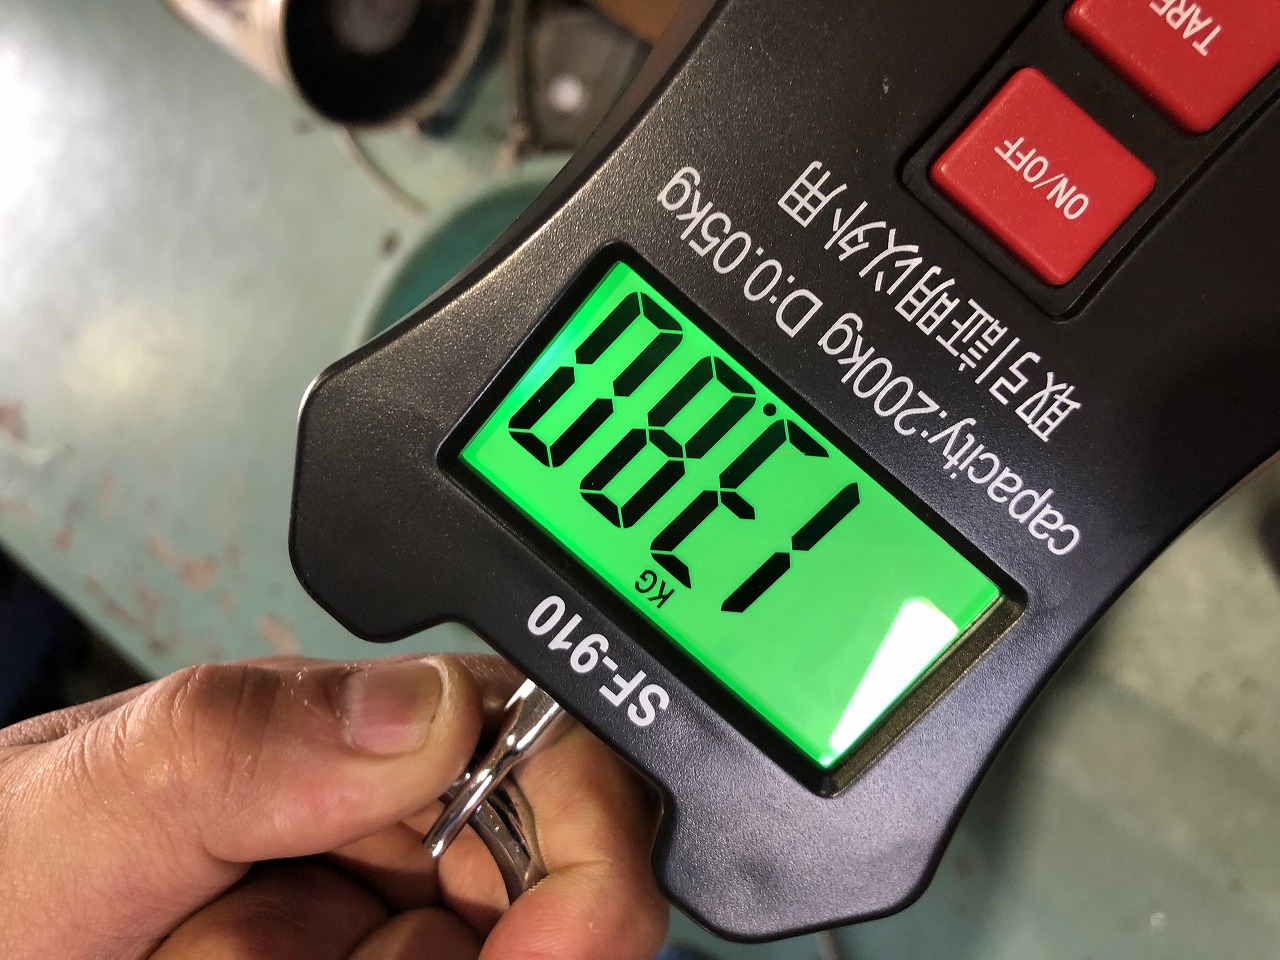 SF-910
KG
13.80
capacity:200kg D:0.05kg
取引証明以外用
ON/OFF
TARE